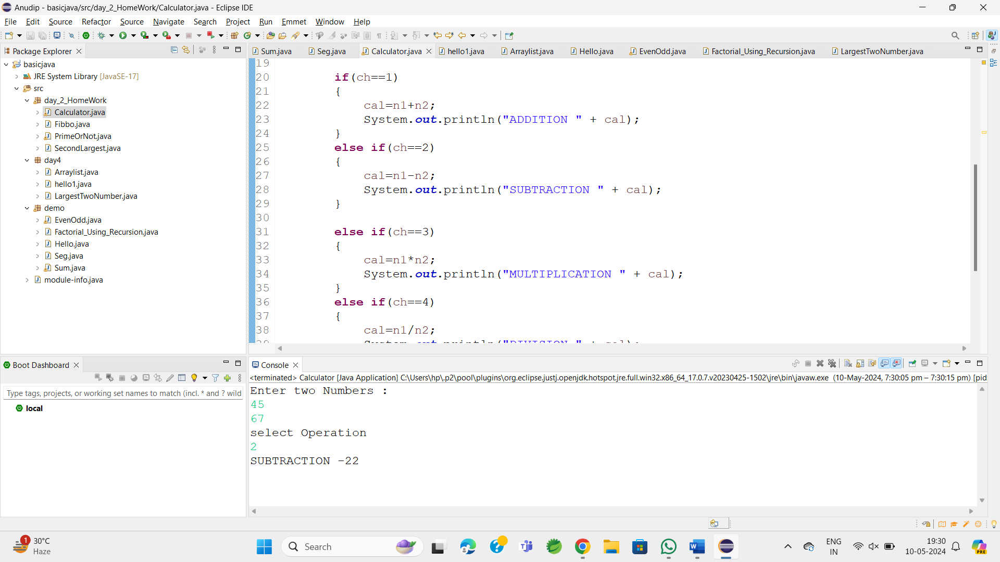 Anudip - basicjava/src/day_2_HomeWork/Calculator.java - Eclipse IDE
File Edit Source Refactor Source Navigate Search Project Run Emmet Window Help
Package Explorer
basicjava
JRE System Library [JavaSE-17]
src
day_2_HomeWork
Calculator.java
Fibbo.java
PrimeOrNot.java
SecondLargest.java
day4
Arraylist.java
hello1.java
LargestTwoNumber.java
demo
EvenOdd.java
Factorial_Using_Recursion.java
Hello.java
Seg.java
Sum.java
module-info.java
Sum.java Seg.java Calculator.java hello1.java Arraylist.java Hello.java EvenOdd.java Factorial_Using_Recursion.java LargestTwoNumber.java
19
20 if(ch==1)
21 {
22 cal=n1+n2;
23 System.out.println("ADDITION " + cal);
24 }
25 else if(ch==2)
26 {
27 cal=n1-n2;
28 System.out.println("SUBTRACTION " + cal);
29 }
30
31 else if(ch==3)
32 {
33 cal=n1*n2;
34 System.out.println("MULTIPLICATION " + cal);
35 }
36 else if(ch==4)
37 {
38 cal=n1/n2;
39 System.out.println("DIVISION " + cal);
Boot Dashboard
Type tags, projects, or working set names to match (incl. * and ? wild
local
Console
<terminated> Calculator [Java Application] C:\Users\hp\.p2\pool\plugins\org.eclipse.justj.openjdk.hotspot.jre.full.win32.x86_64_17.0.7.v20230425-1502\jre\bin\javaw.exe (10-May-2024, 7:30:05 pm – 7:30:15 pm) [pid:
Enter two Numbers :
45
67
select Operation
2
SUBTRACTION -22
1
30°C
Haze
Search
ENG
IN
19:30
10-05-2024
PRE